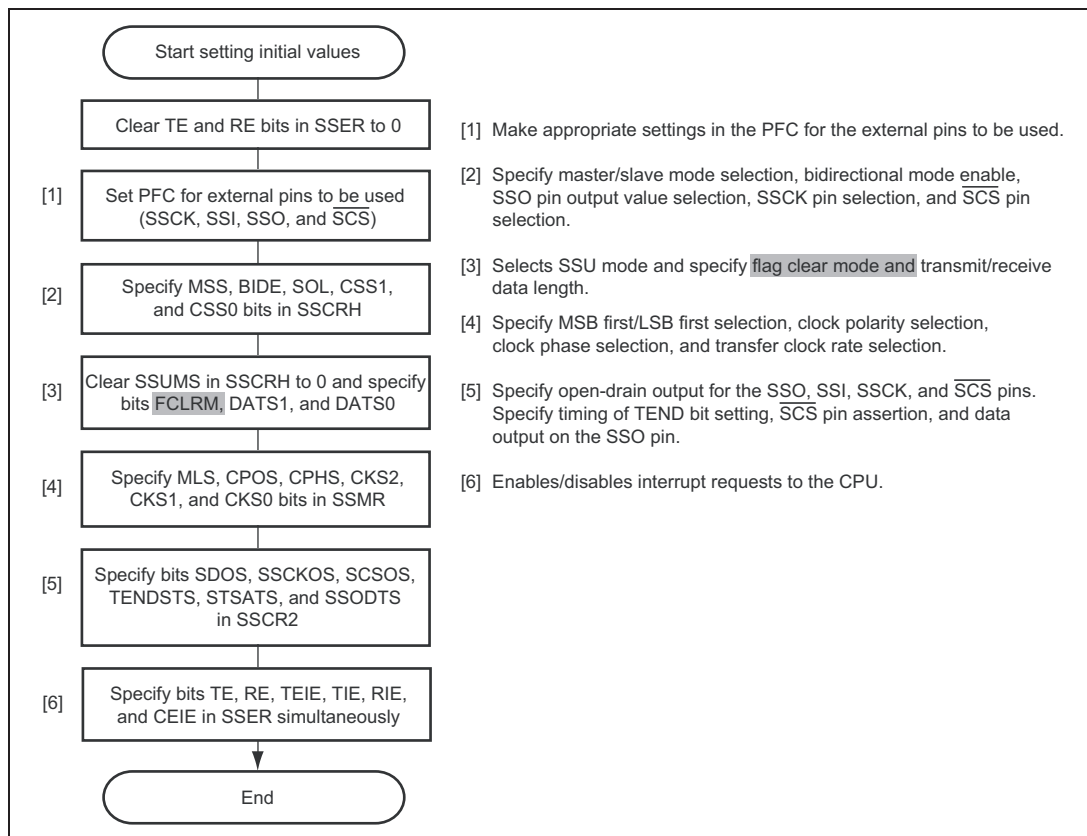 Start setting initial values
Clear TE and RE bits in SSER to 0
[1]
Set PFC for external pins to be used
(SSCK, SSI, SSO, and SCS)
[2]
Specify MSS, BIDE, SOL, CSS1,
and CSS0 bits in SSCRH
[3]
Clear SSUMS in SSCRH to 0 and specify
bits FCLRM, DATS1, and DATS0
[4]
Specify MLS, CPOS, CPHS, CKS2,
CKS1, and CKS0 bits in SSMR
[5]
Specify bits SDOS, SSCKOS, SCSOS,
TENDSTS, STSATS, and SSODTS
in SSCR2
[6]
Specify bits TE, RE, TEIE, TIE, RIE,
and CEIE in SSER simultaneously
End
[1] Make appropriate settings in the PFC for the external pins to be used.
[2] Specify master/slave mode selection, bidirectional mode enable,
SSO pin output value selection, SSCK pin selection, and SCS pin
selection.
[3] Selects SSU mode and specify flag clear mode and transmit/receive
data length.
[4] Specify MSB first/LSB first selection, clock polarity selection,
clock phase selection, and transfer clock rate selection.
[5] Specify open-drain output for the SSO, SSI, SSCK, and SCS pins.
Specify timing of TEND bit setting, SCS pin assertion, and data
output on the SSO pin.
[6] Enables/disables interrupt requests to the CPU.